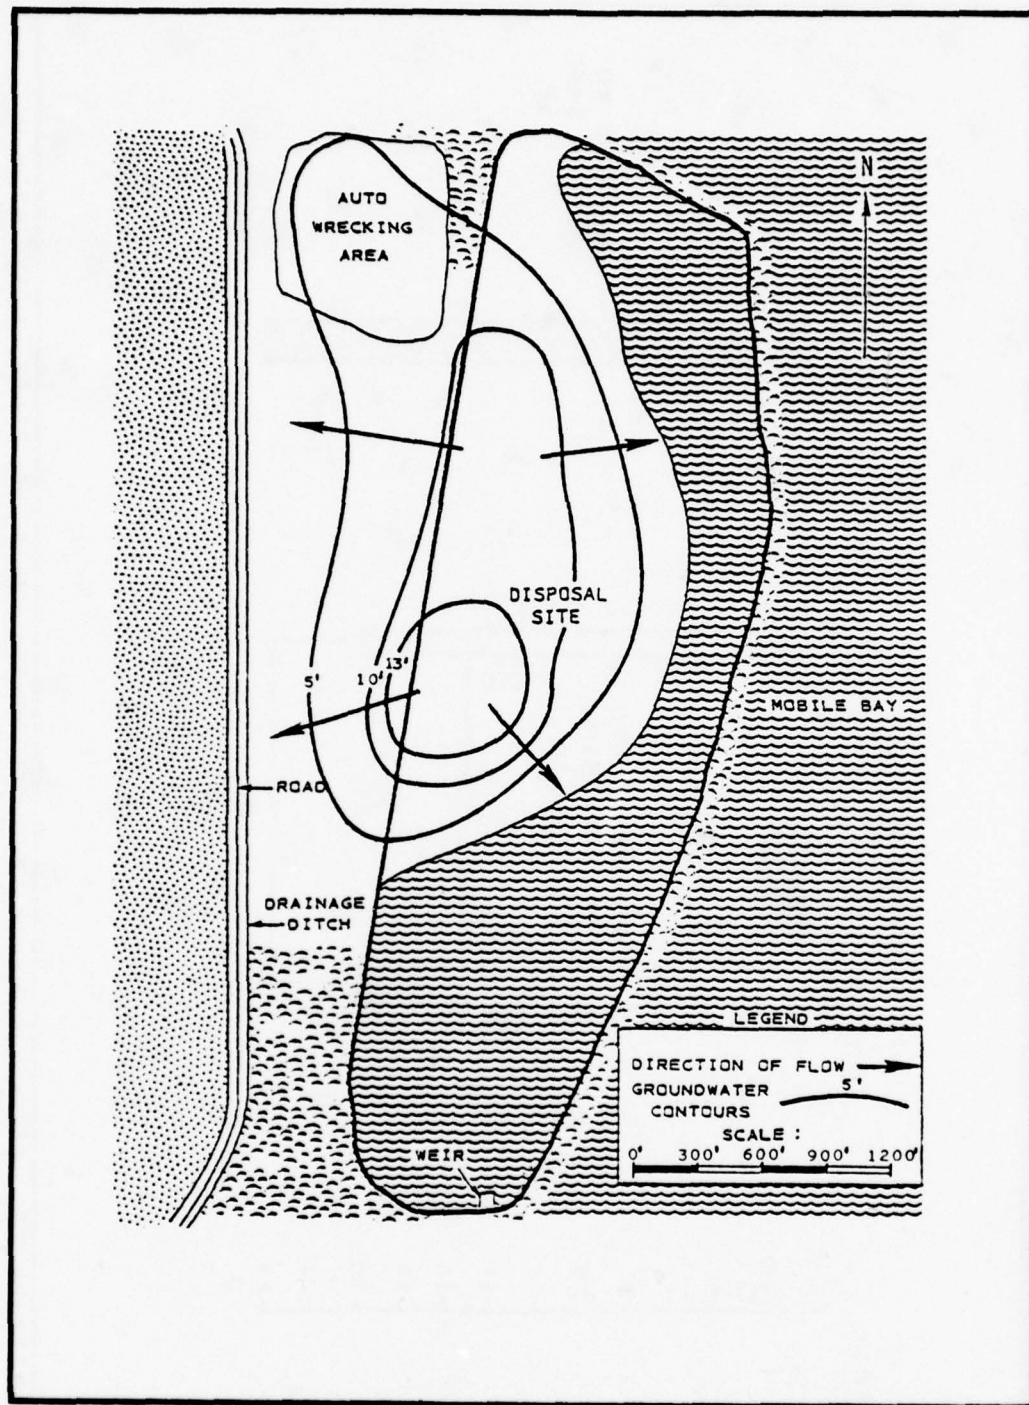 N
AUTO
WRECKING
AREA
DISPOSAL
SITE
5'
10'
13'
MOBILE BAY
ROAD
DRAINAGE
DITCH
LEGEND
DIRECTION OF FLOW
GROUNDWATER 5'
CONTOURS
SCALE :
0' 300' 600' 900' 1200'
WEIR